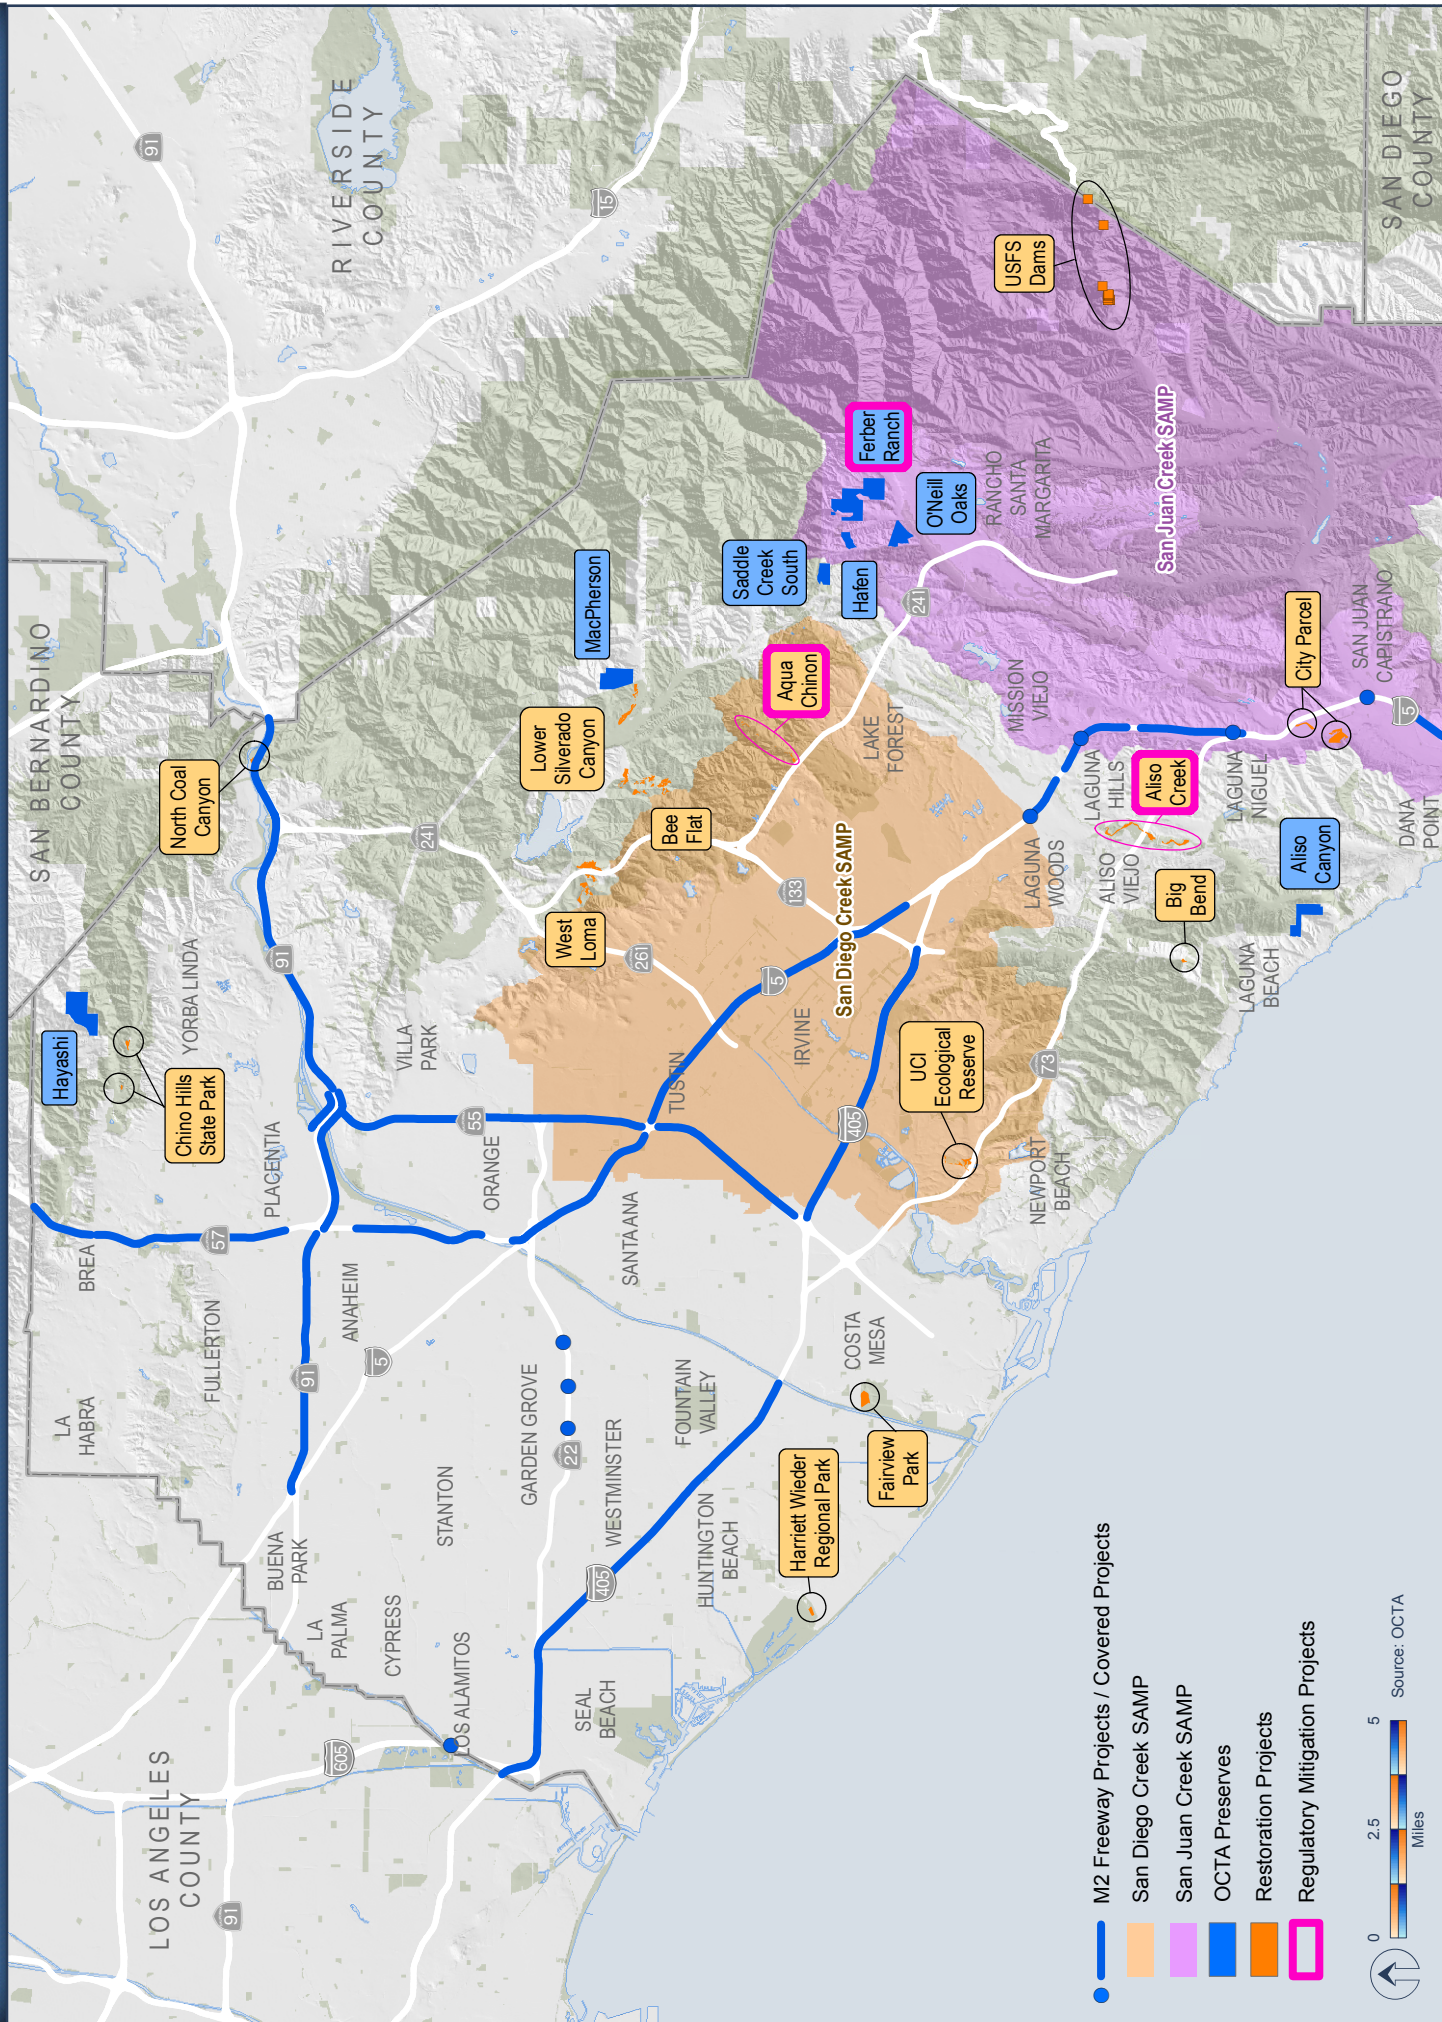 SAN BERNARDINO
COUNTY
RIVERSIDE
COUNTY
LOS ANGELES
COUNTY
SAN DIEGO
COUNTY
91
15
91
605
91
5
57
91
55
22
405
241
261
133
5
405
73
241
5
Hayashi
Chino Hills
State Park
North Coal
Canyon
MacPherson
Lower
Silverado
Canyon
West
Loma
Bee
Flat
Aqua
Chinon
Saddle
Creek
South
Hafen
Ferber
Ranch
O'Neill
Oaks
USFS
Dams
City Parcel
Aliso
Creek
Aliso
Canyon
Big
Bend
UCI
Ecological
Reserve
Fairview
Park
Harriett Wieder
Regional Park
San Diego Creek SAMP
San Juan Creek SAMP
LA
HABRA
BREA
FULLERTON
PLACENTIA
YORBA LINDA
BUENA
PARK
ANAHEIM
LA
PALMA
CYPRESS
STANTON
LOS ALAMITOS
GARDEN GROVE
ORANGE
VILLA
PARK
SEAL
BEACH
WESTMINSTER
SANTA ANA
TUSTIN
HUNTINGTON
BEACH
FOUNTAIN
VALLEY
COSTA
MESA
IRVINE
NEWPORT
BEACH
LAKE
FOREST
LAGUNA
WOODS
LAGUNA
HILLS
ALISO
VIEJO
MISSION
VIEJO
RANCHO
SANTA
MARGARITA
LAGUNA
BEACH
LAGUNA
NIGUEL
SAN JUAN
CAPISTRANO
DANA
POINT
M2 Freeway Projects / Covered Projects
San Diego Creek SAMP
San Juan Creek SAMP
OCTA Preserves
Restoration Projects
Regulatory Mitigation Projects
0 2.5 5
Miles
Source: OCTA